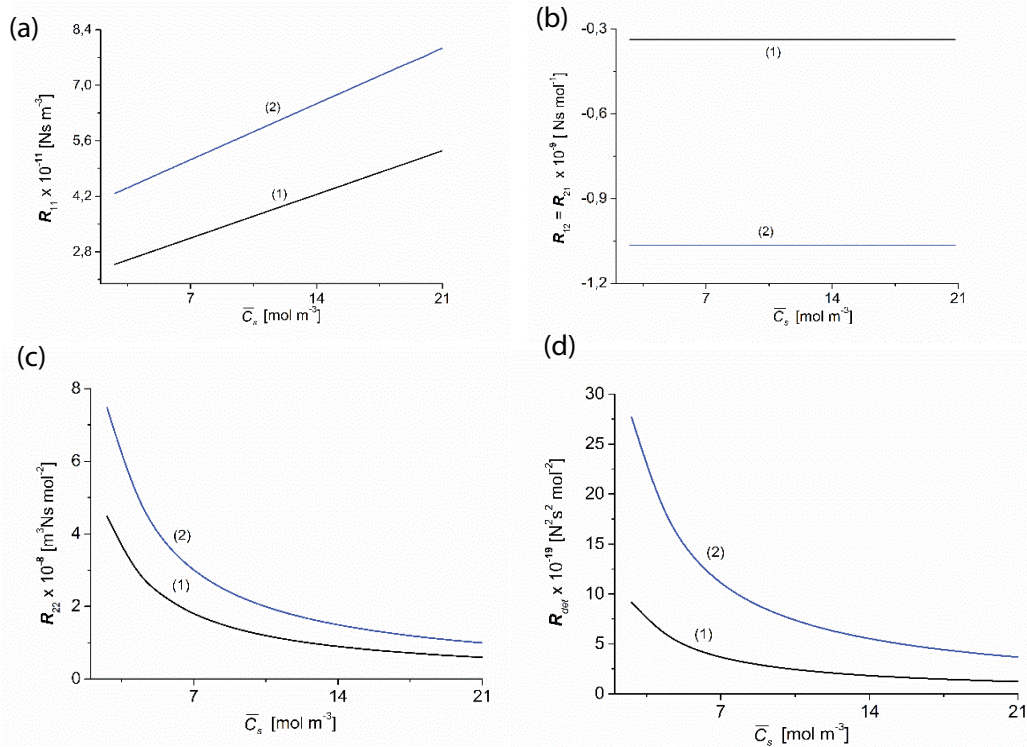 (a)
8,4
7,0
5,6
4,2
2,8
R₁₁ x 10⁻¹¹ [Ns m⁻³]
(2)
(1)
7 14 21
C̅ₛ [mol m⁻³]
(b)
-0,3
-0,6
-0,9
-1,2
R₁₂ = R₂₁ x 10⁻⁹ [ Ns mol⁻¹]
(1)
(2)
7 14 21
C̅ₛ [mol m⁻³]
(c)
8
6
4
2
0
R₂₂ x 10⁻⁸ [m³Ns mol⁻²]
(2)
(1)
7 14 21
C̅ₛ [mol m⁻³]
(d)
30
25
20
15
10
5
0
R_det x 10⁻¹⁹ [N²s² mol⁻²]
(2)
(1)
7 14 21
C̅ₛ [mol m⁻³]